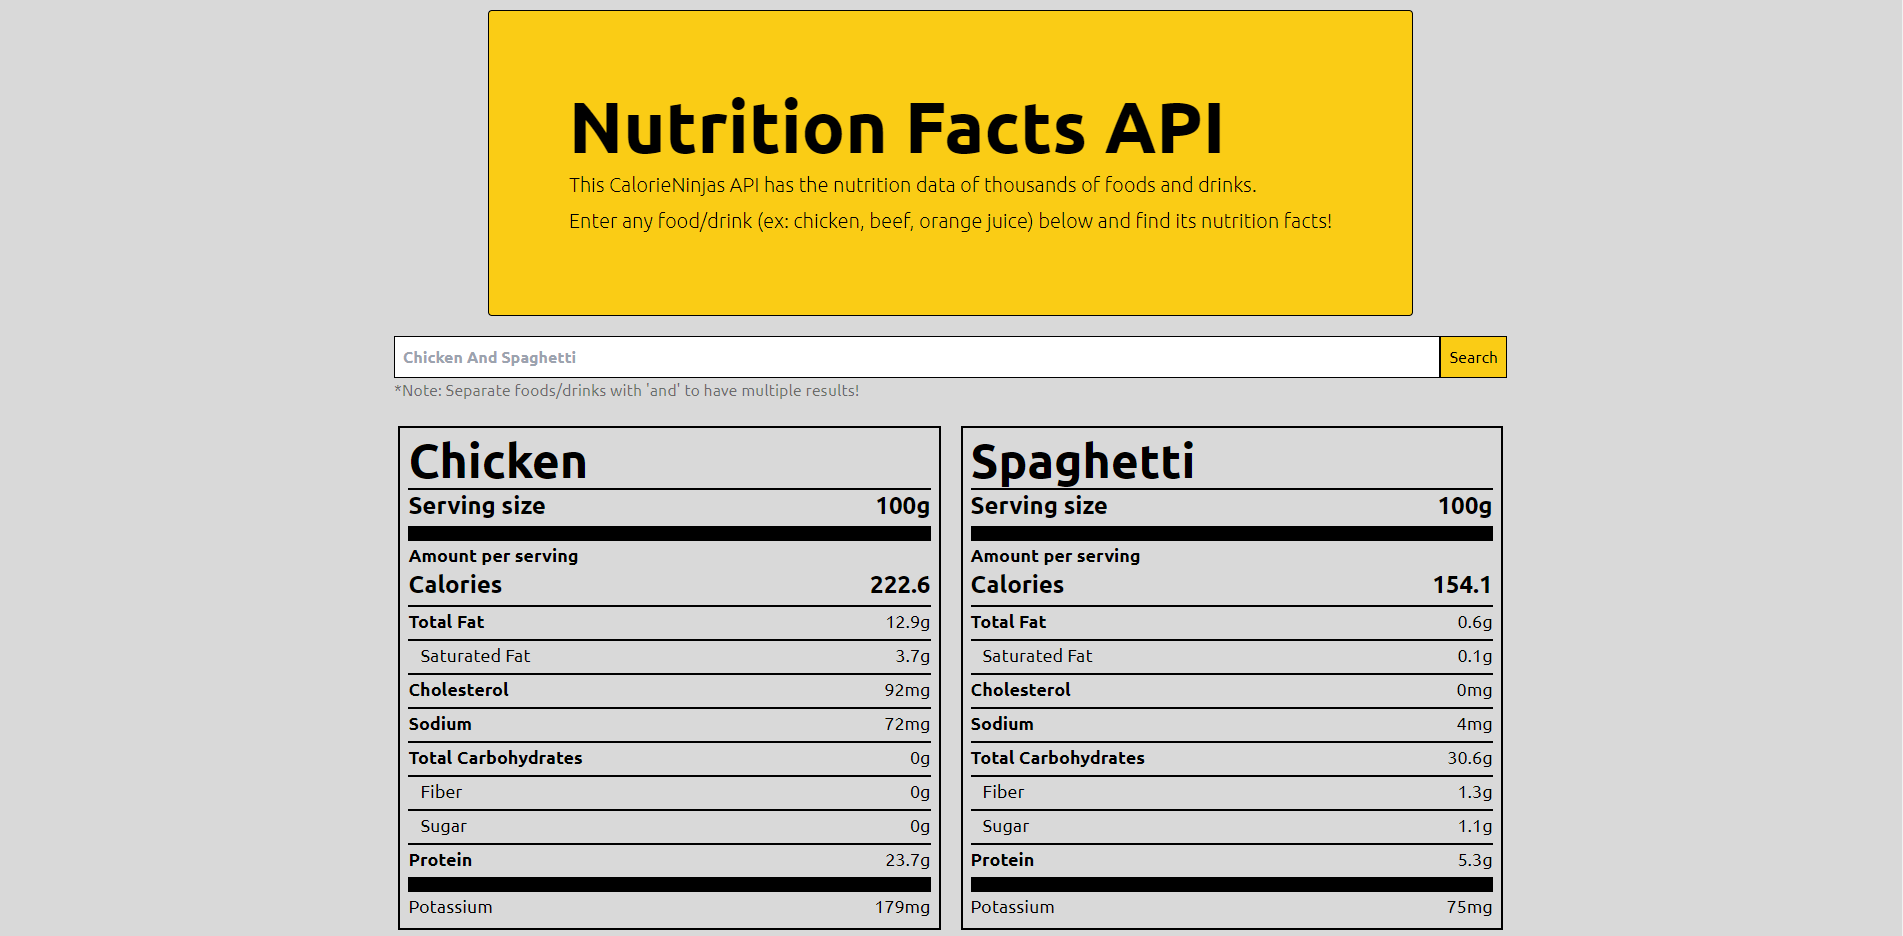 Nutrition Facts API
This CalorieNinjas API has the nutrition data of thousands of foods and drinks.
Enter any food/drink (ex: chicken, beef, orange juice) below and find its nutrition facts!
Chicken And Spaghetti
Search
*Note: Separate foods/drinks with 'and' to have multiple results!
Chicken
Serving size 100g
Amount per serving
Calories 222.6
Total Fat 12.9g
Saturated Fat 3.7g
Cholesterol 92mg
Sodium 72mg
Total Carbohydrates 0g
Fiber 0g
Sugar 0g
Protein 23.7g
Potassium 179mg
Spaghetti
Serving size 100g
Amount per serving
Calories 154.1
Total Fat 0.6g
Saturated Fat 0.1g
Cholesterol 0mg
Sodium 4mg
Total Carbohydrates 30.6g
Fiber 1.3g
Sugar 1.1g
Protein 5.3g
Potassium 75mg